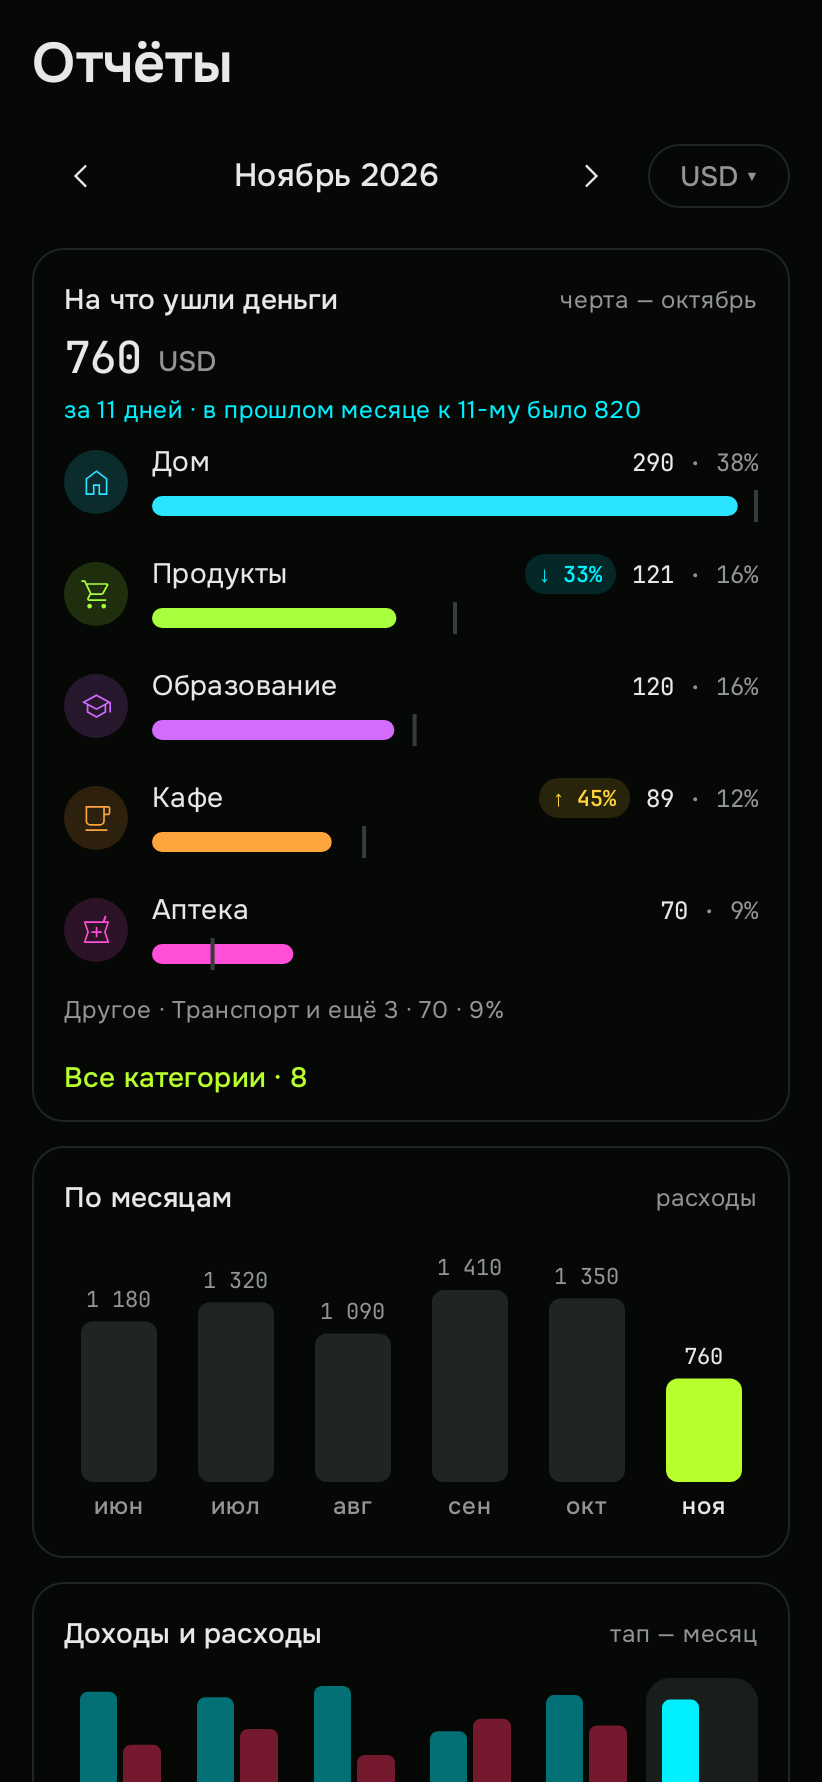 Отчёты
Ноябрь 2026
USD ▾
На что ушли деньги
черта — октябрь
760 USD
за 11 дней · в прошлом месяце к 11-му было 820
Дом 290 · 38%
Продукты ↓ 33% 121 · 16%
Образование 120 · 16%
Кафе ↑ 45% 89 · 12%
Аптека 70 · 9%
Другое · Транспорт и ещё 3 · 70 · 9%
Все категории · 8
По месяцам
расходы
1 180 1 320 1 090 1 410 1 350 760
июн июл авг сен окт ноя
Доходы и расходы
тап — месяц